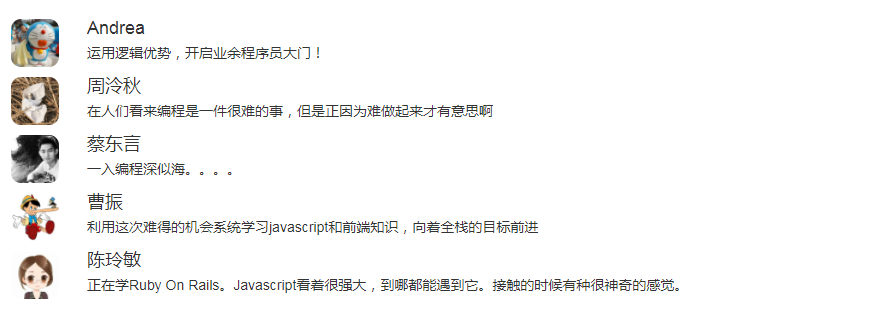 Andrea
运用逻辑优势，开启业余程序员大门！
周泠秋
在人们看来编程是一件很难的事，但是正因为难做起来才有意思啊
蔡东言
一入编程深似海。。。。
曹振
利用这次难得的机会系统学习javascript和前端知识，向着全栈的目标前进
陈玲敏
正在学Ruby On Rails。Javascript看着很强大，到哪都能遇到它。接触的时候有种很神奇的感觉。